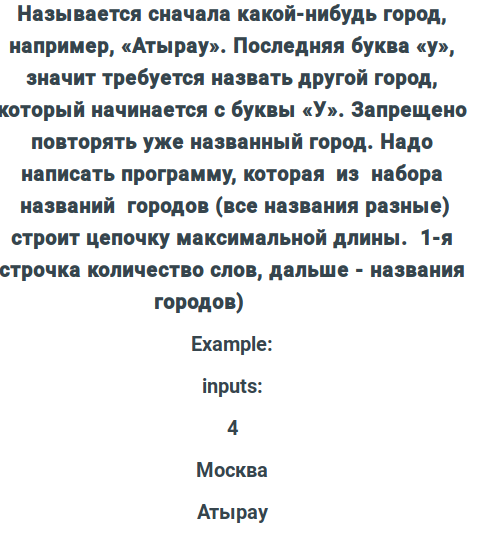 Называется сначала какой-нибудь город,
например, «Атырау». Последняя буква «у»,
значит требуется назвать другой город,
который начинается с буквы «У». Запрещено
повторять уже названный город. Надо
написать программу, которая из набора
названий городов (все названия разные)
строит цепочку максимальной длины. 1-я
строчка количество слов, дальше - названия
городов)
Example:
inputs:
4
Москва
Атырау